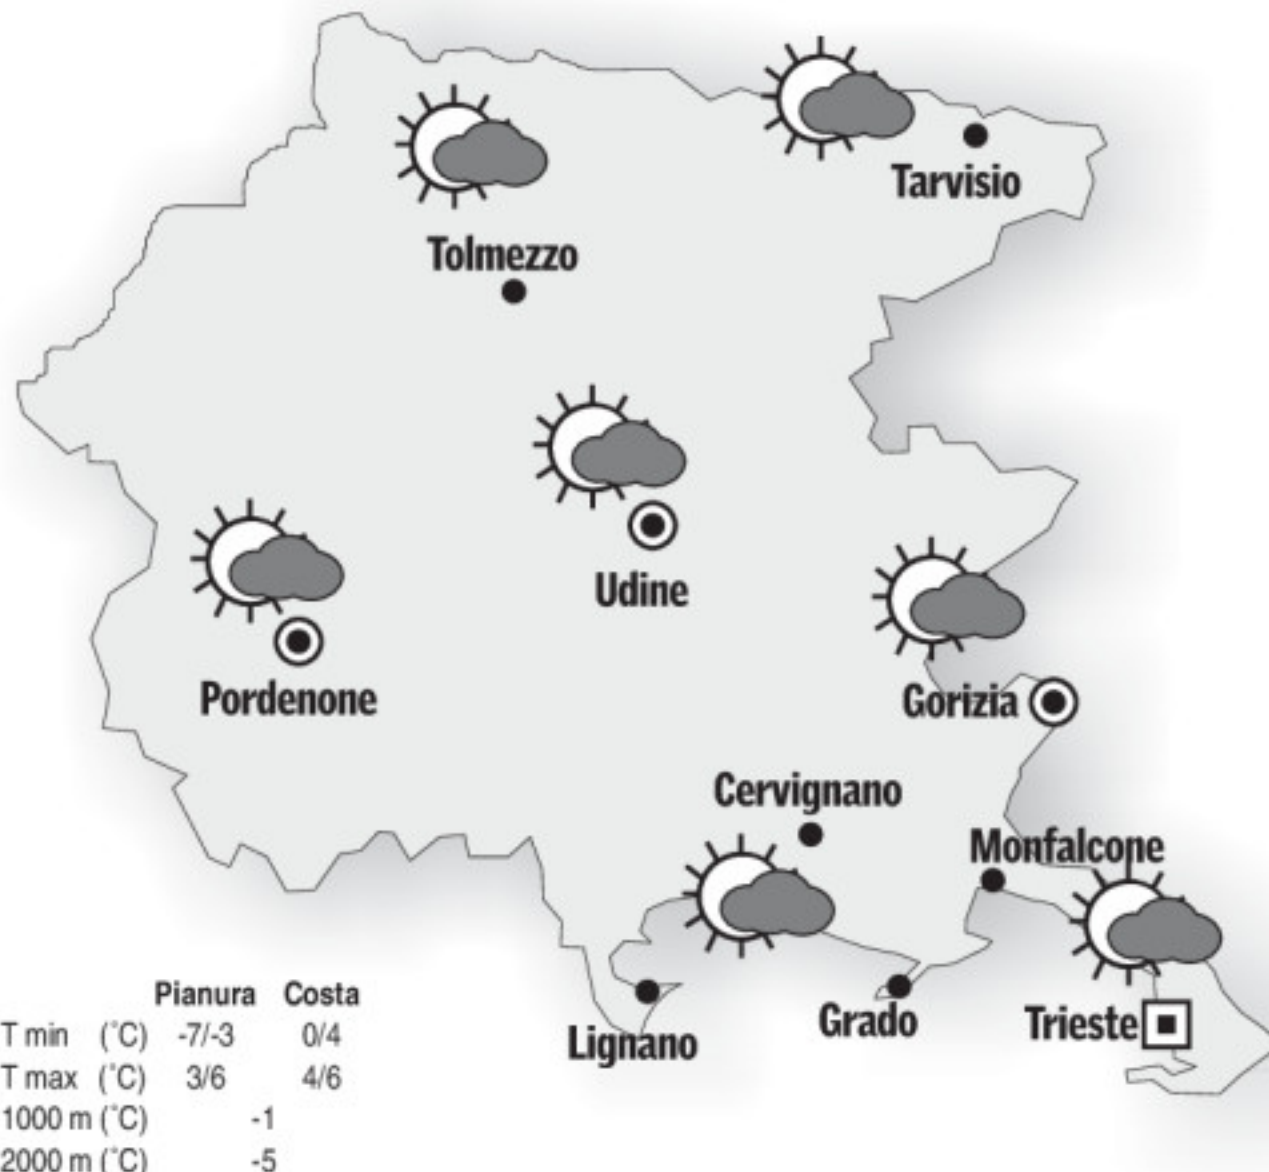 Tarvisio
Tolmezzo
Udine
Pordenone
Gorizia
Cervignano
Monfalcone
Lignano
Grado
Trieste
Pianura Costa
T min (°C) -7/-3 0/4
T max (°C) 3/6 4/6
1000 m (°C) -1
2000 m (°C) -5